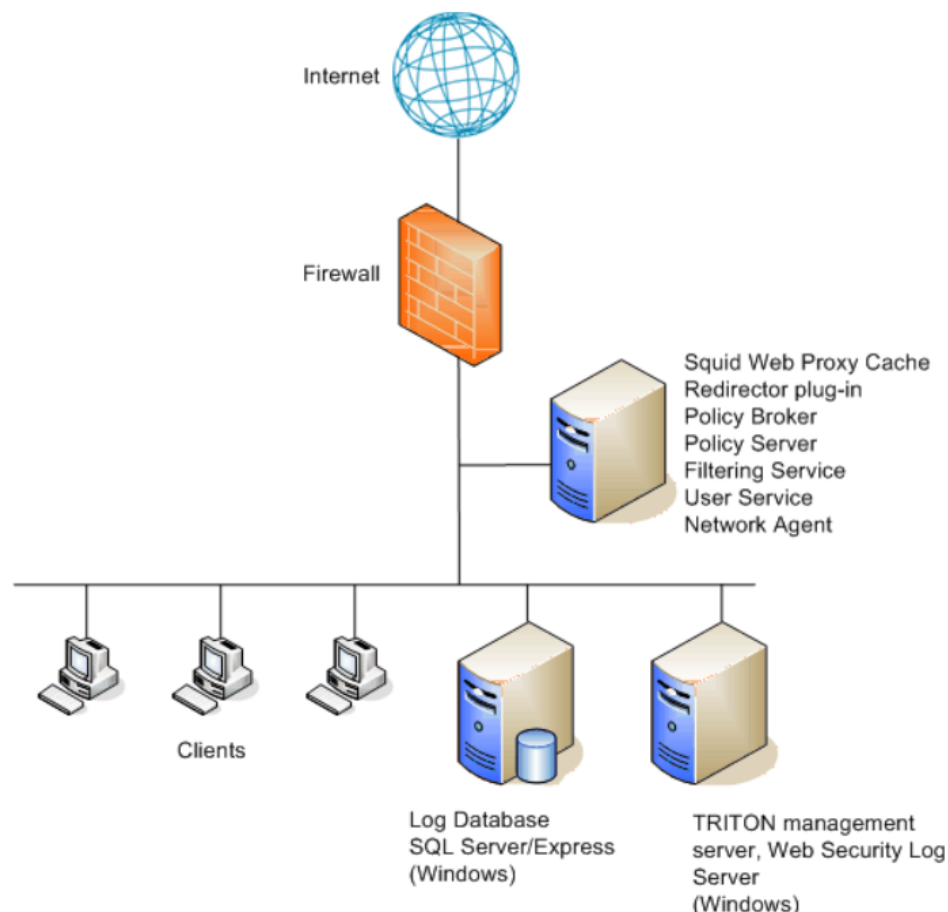 Internet
Firewall
Squid Web Proxy Cache
Redirector plug-in
Policy Broker
Policy Server
Filtering Service
User Service
Network Agent
Clients
Log Database
SQL Server/Express
(Windows)
TRITON management
server, Web Security Log
Server
(Windows)